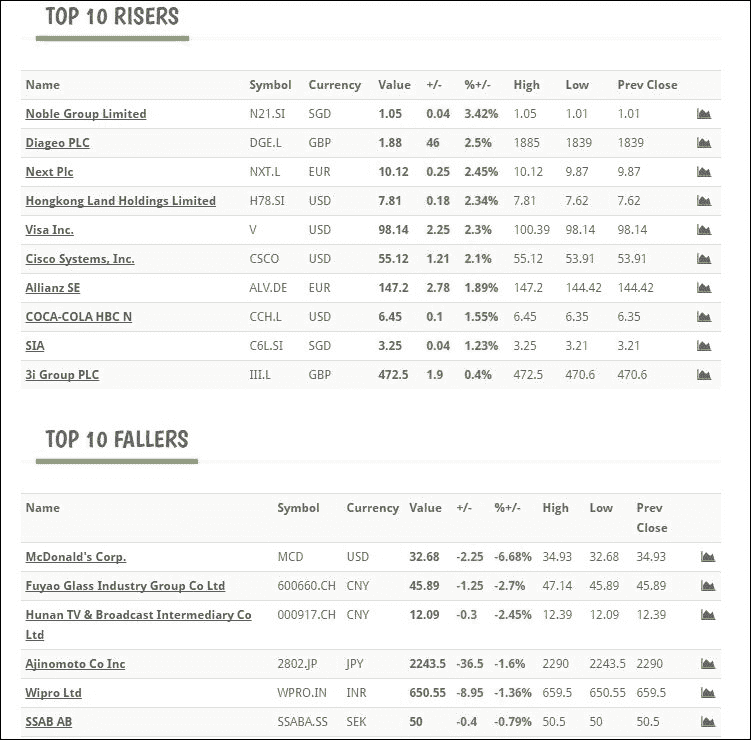 TOP 10 RISERS
Name Symbol Currency Value +/- %+/- High Low Prev Close
Noble Group Limited N21.SI SGD 1.05 0.04 3.42% 1.05 1.01 1.01
Diageo PLC DGE.L GBP 1.88 46 2.5% 1885 1839 1839
Next Plc NXT.L EUR 10.12 0.25 2.45% 10.12 9.87 9.87
Hongkong Land Holdings Limited H78.SI USD 7.81 0.18 2.34% 7.81 7.62 7.62
Visa Inc. V USD 98.14 2.25 2.3% 100.39 98.14 98.14
Cisco Systems, Inc. CSCO USD 55.12 1.21 2.1% 55.12 53.91 53.91
Allianz SE ALV.DE EUR 147.2 2.78 1.89% 147.2 144.42 144.42
COCA-COLA HBC N CCH.L USD 6.45 0.1 1.55% 6.45 6.35 6.35
SIA C6L.SI SGD 3.25 0.04 1.23% 3.25 3.21 3.21
3i Group PLC III.L GBP 472.5 1.9 0.4% 472.5 470.6 470.6
TOP 10 FALLERS
Name Symbol Currency Value +/- %+/- High Low Prev
Close
McDonald's Corp. MCD USD 32.68 -2.25 -6.68% 34.93 32.68 34.93
Fuyao Glass Industry Group Co Ltd 600660.CH CNY 45.89 -1.25 -2.7% 47.14 45.89 45.89
Hunan TV & Broadcast Intermediary Co 000917.CH CNY 12.09 -0.3 -2.45% 12.39 12.09 12.39
Ltd
Ajinomoto Co Inc 2802.JP JPY 2243.5 -36.5 -1.6% 2290 2243.5 2290
Wipro Ltd WPRO.IN INR 650.55 -8.95 -1.36% 659.5 650.55 659.5
SSAB AB SSABA.SS SEK 50 -0.4 -0.79% 50.5 50 50.5